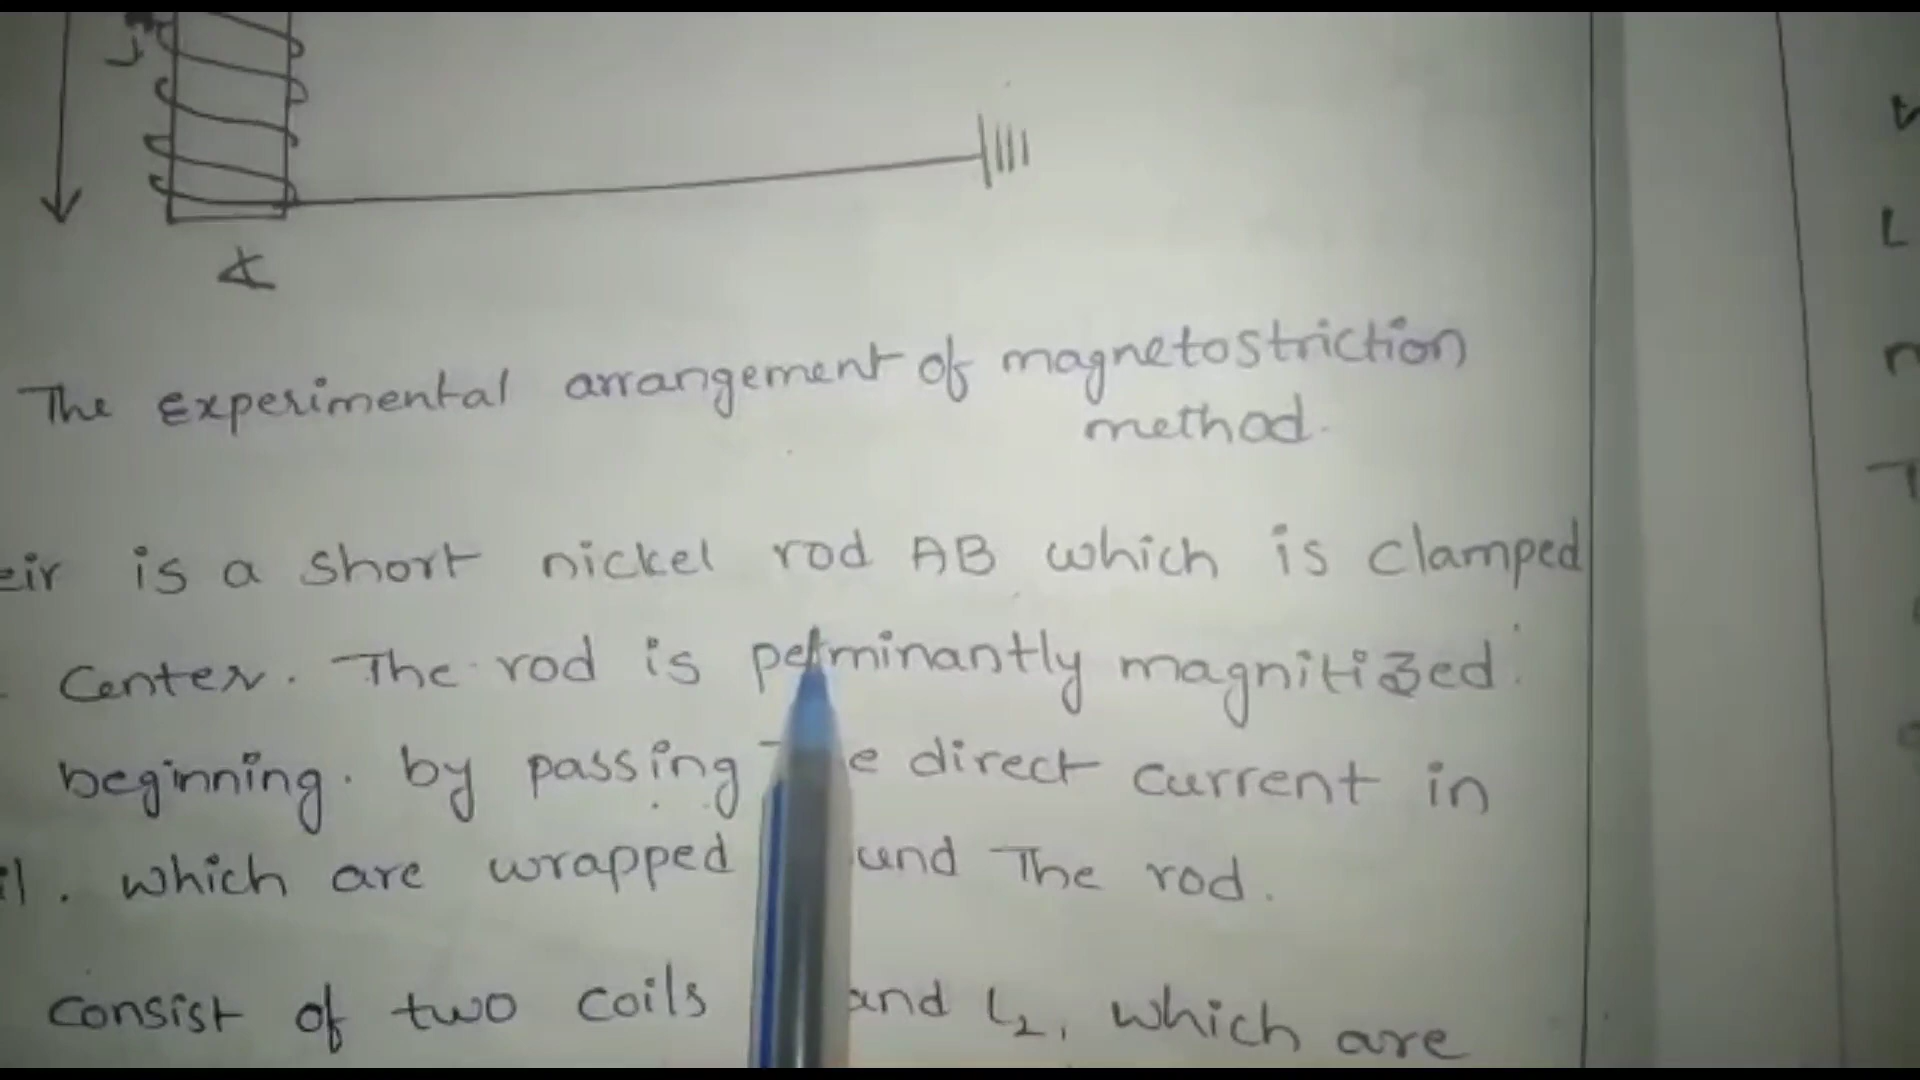 A
The Experimental arrangement of magnetostriction
method.
eir is a short nickel rod AB which is clamped
center. The rod is perminantly magnitized.
beginning. by passing direct current in
il. which are wrapped The rod.
consist of two coils and L2, which are